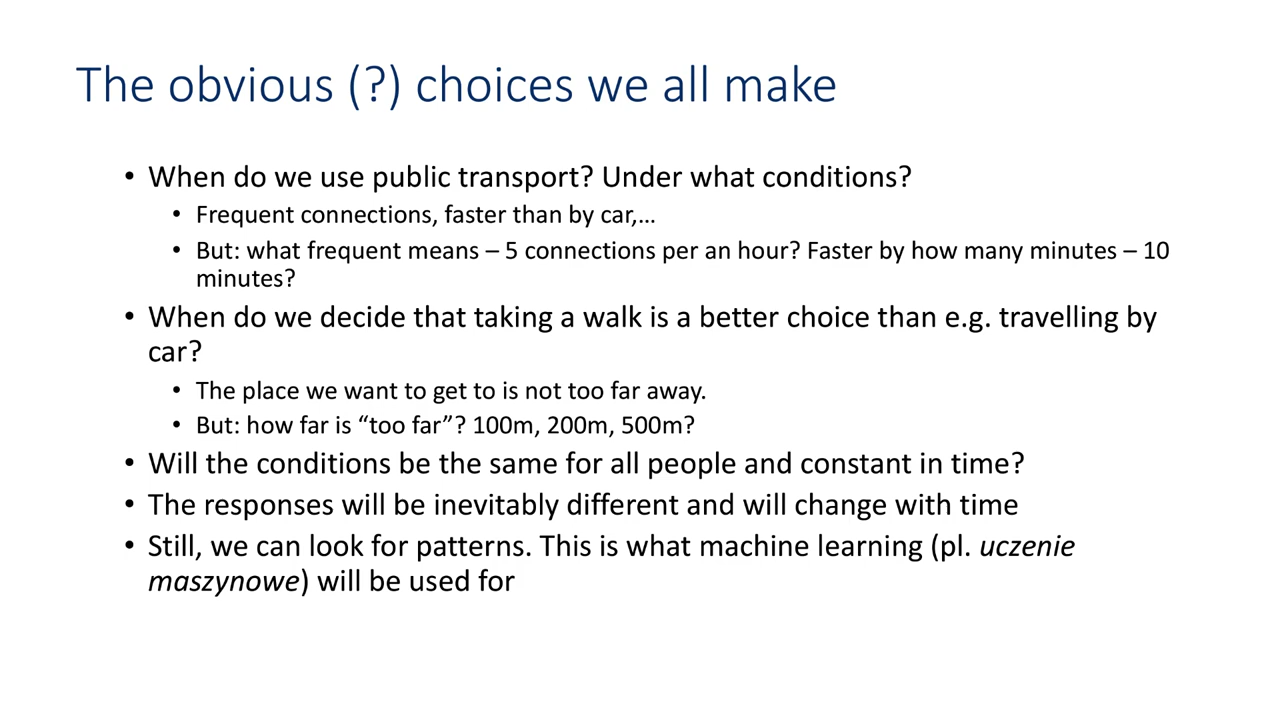 The obvious (?) choices we all make
• When do we use public transport? Under what conditions?
• Frequent connections, faster than by car,…
• But: what frequent means – 5 connections per an hour? Faster by how many minutes – 10
minutes?
• When do we decide that taking a walk is a better choice than e.g. travelling by
car?
• The place we want to get to is not too far away.
• But: how far is “too far”? 100m, 200m, 500m?
• Will the conditions be the same for all people and constant in time?
• The responses will be inevitably different and will change with time
• Still, we can look for patterns. This is what machine learning (pl. uczenie
maszynowe) will be used for